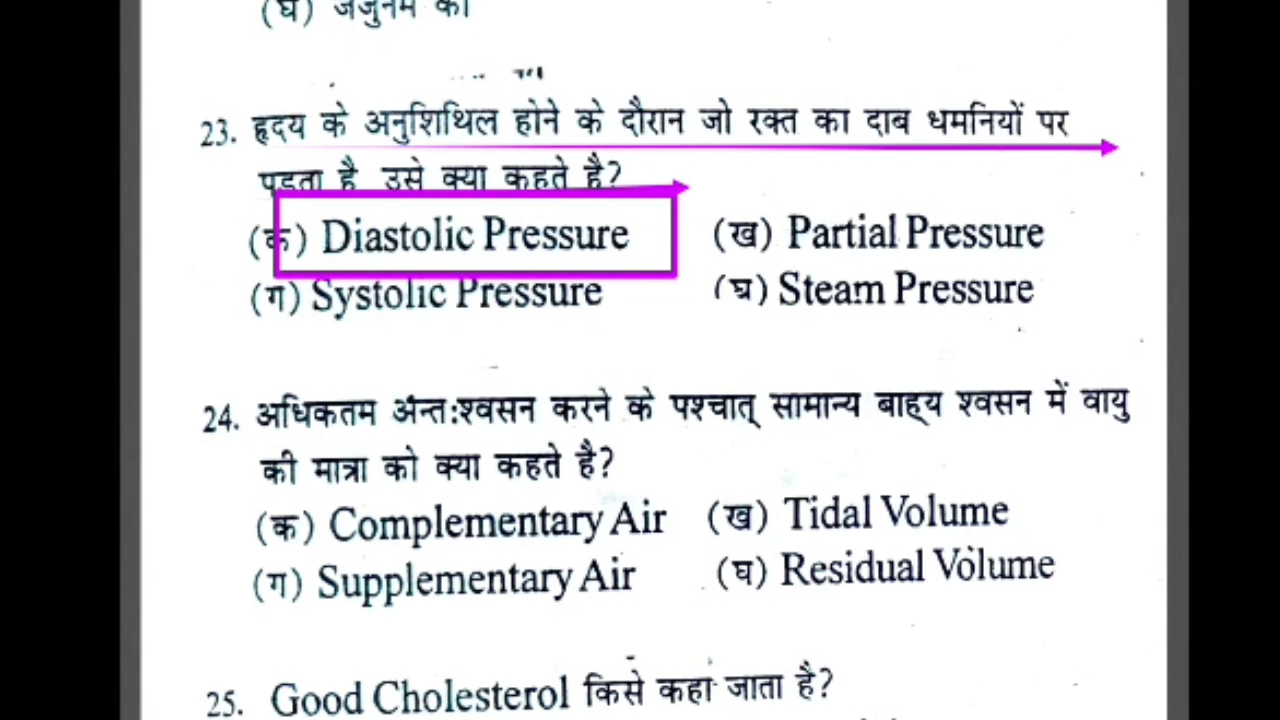 (घ) जेजुनम को
23. हृदय के अनुशिथिल होने के दौरान जो रक्त का दाब धमनियों पर
पड़ता है उसे क्या कहते है?
(क) Diastolic Pressure (ख) Partial Pressure
(ग) Systolic Pressure (घ) Steam Pressure
24. अधिकतम अन्तःश्वसन करने के पश्चात् सामान्य बाह्य श्वसन में वायु
की मात्रा को क्या कहते है?
(क) Complementary Air (ख) Tidal Volume
(ग) Supplementary Air (घ) Residual Volume
25. Good Cholesterol किसे कहा जाता है?